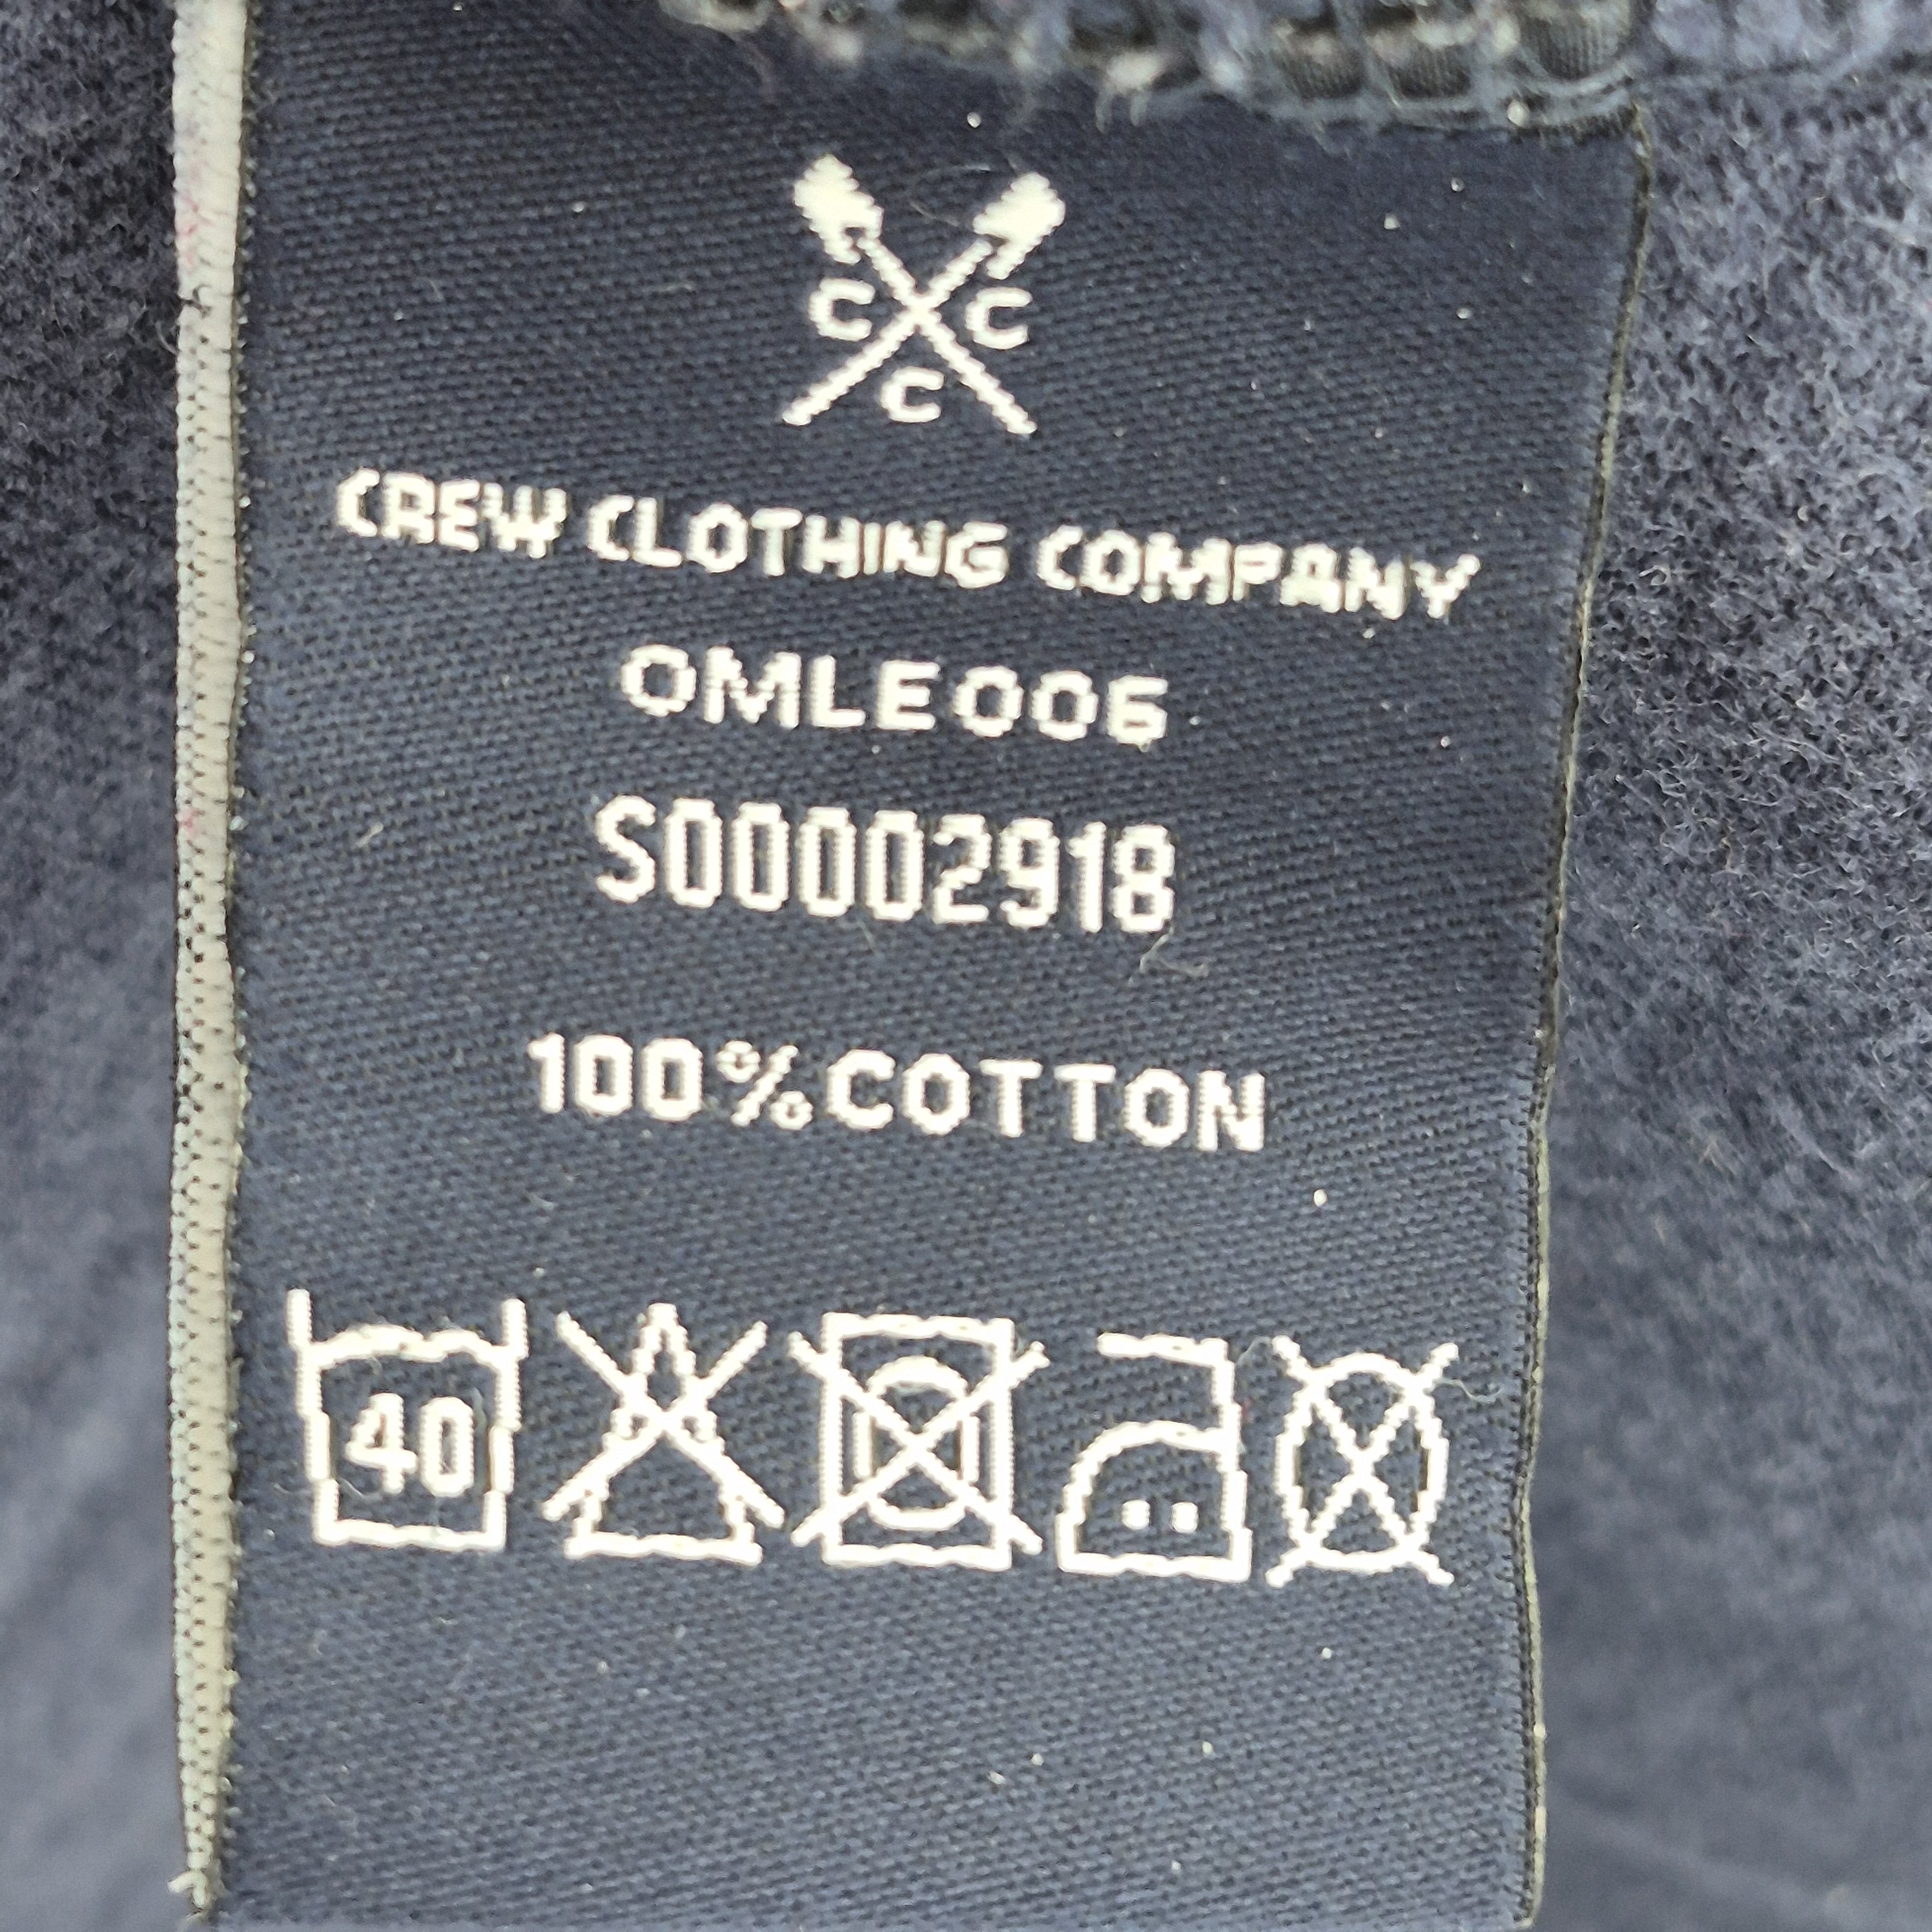 C C
C
CREW CLOTHING COMPANY
OMLE006
S00002918
100%COTTON
40